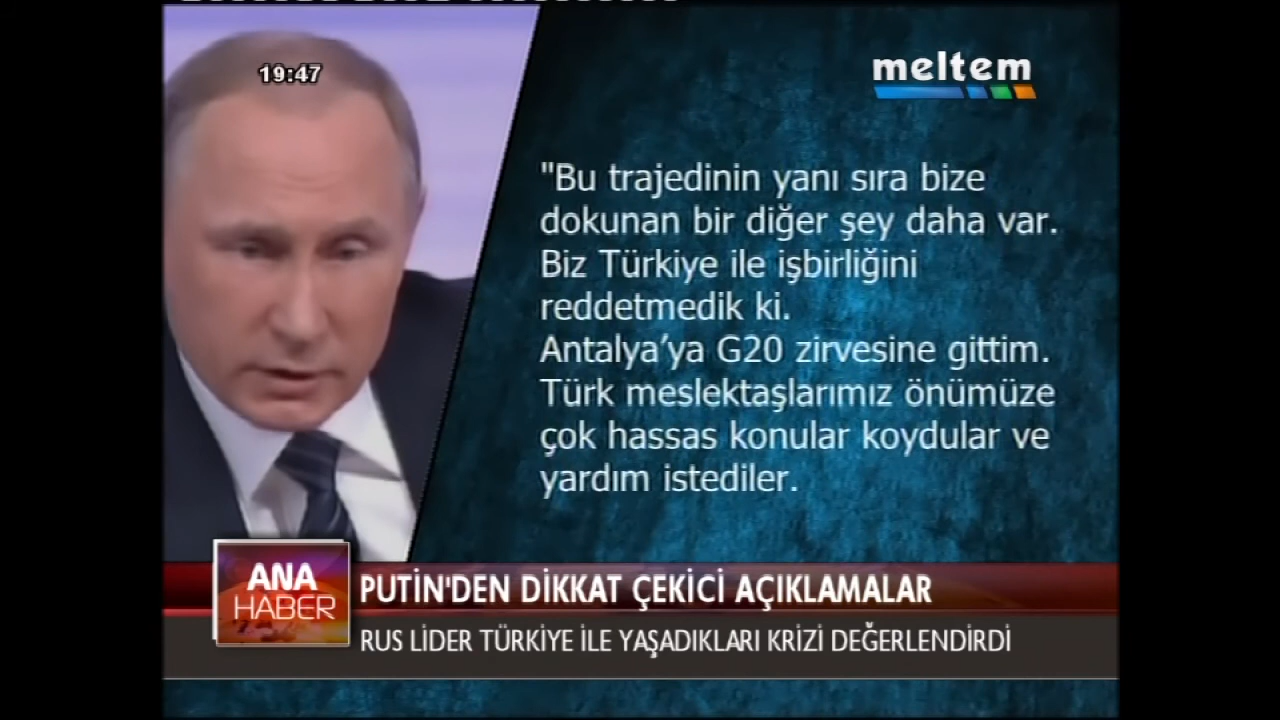 19:47
meltem
"Bu trajedinin yanı sıra bize
dokunan bir diğer şey daha var.
Biz Türkiye ile işbirliğini
reddetmedik ki.
Antalya'ya G20 zirvesine gittim.
Türk meslektaşlarımız önümüze
çok hassas konular koydular ve
yardım istediler.
ANA
HABER
PUTİN'DEN DİKKAT ÇEKİCİ AÇIKLAMALAR
RUS LİDER TÜRKİYE İLE YAŞADIKLARI KRİZİ DEĞERLENDİRDİ